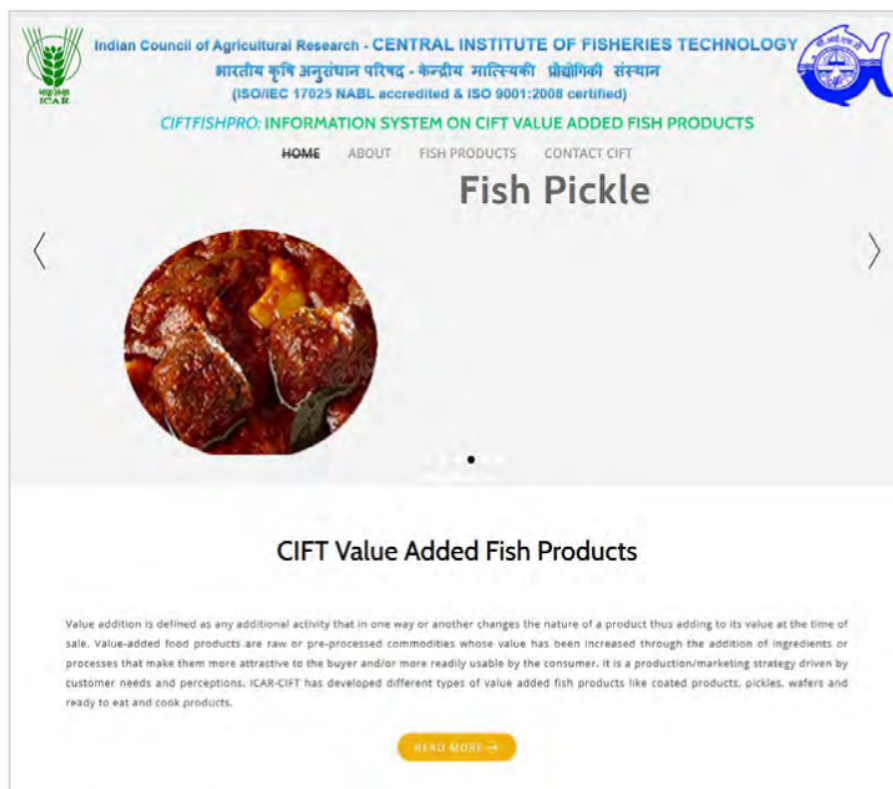 Indian Council of Agricultural Research - CENTRAL INSTITUTE OF FISHERIES TECHNOLOGY
भारतीय कृषि अनुसंधान परिषद - केन्द्रीय मात्स्यिकी प्रौद्योगिकी संस्थान
(ISO/IEC 17025 NABL accredited & ISO 9001:2008 certified)
ICAR
CIFTFISHPRO: INFORMATION SYSTEM ON CIFT VALUE ADDED FISH PRODUCTS
HOME ABOUT FISH PRODUCTS CONTACT CIFT
Fish Pickle
CIFT Value Added Fish Products
Value addition is defined as any additional activity that in one way or another changes the nature of a product thus adding to its value at the time of
sale. Value-added food products are raw or pre-processed commodities whose value has been increased through the addition of ingredients or
processes that make them more attractive to the buyer and/or more readily usable by the consumer. It is a production/marketing strategy driven by
customer needs and perceptions. ICAR-CIFT has developed different types of value added fish products like coated products, pickles, wafers and
ready to eat and cook products.
READ MORE →